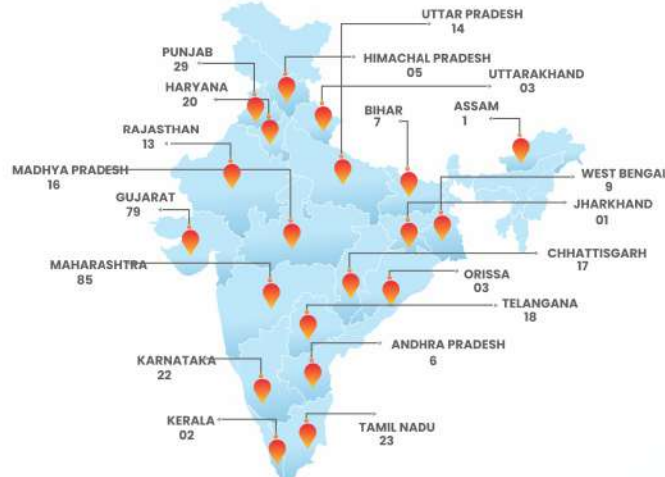 UTTAR PRADESH
14
PUNJAB
29
HIMACHAL PRADESH
05
UTTARAKHAND
03
HARYANA
20
BIHAR
7
ASSAM
1
RAJASTHAN
13
MADHYA PRADESH
16
WEST BENGAL
9
GUJARAT
79
JHARKHAND
01
CHHATTISGARH
17
MAHARASHTRA
85
ORISSA
03
TELANGANA
18
ANDHRA PRADESH
6
KARNATAKA
22
KERALA
02
TAMIL NADU
23